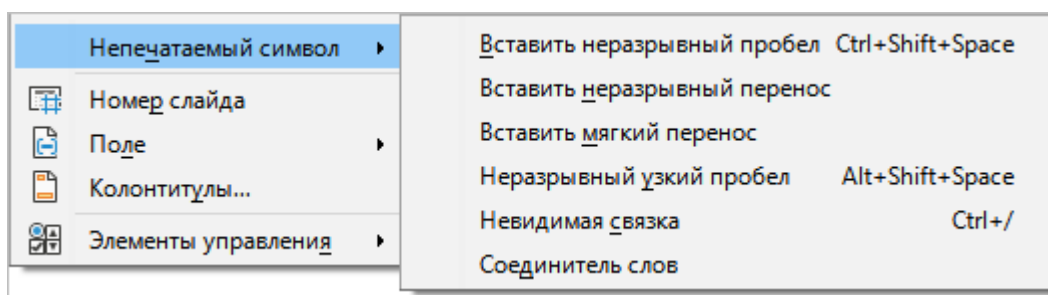 Непечатаемый символ
Номер слайда
Поле
Колонтитулы...
Элементы управления
Вставить неразрывный пробел Ctrl+Shift+Space
Вставить неразрывный перенос
Вставить мягкий перенос
Неразрывный узкий пробел Alt+Shift+Space
Невидимая связка Ctrl+/
Соединитель слов